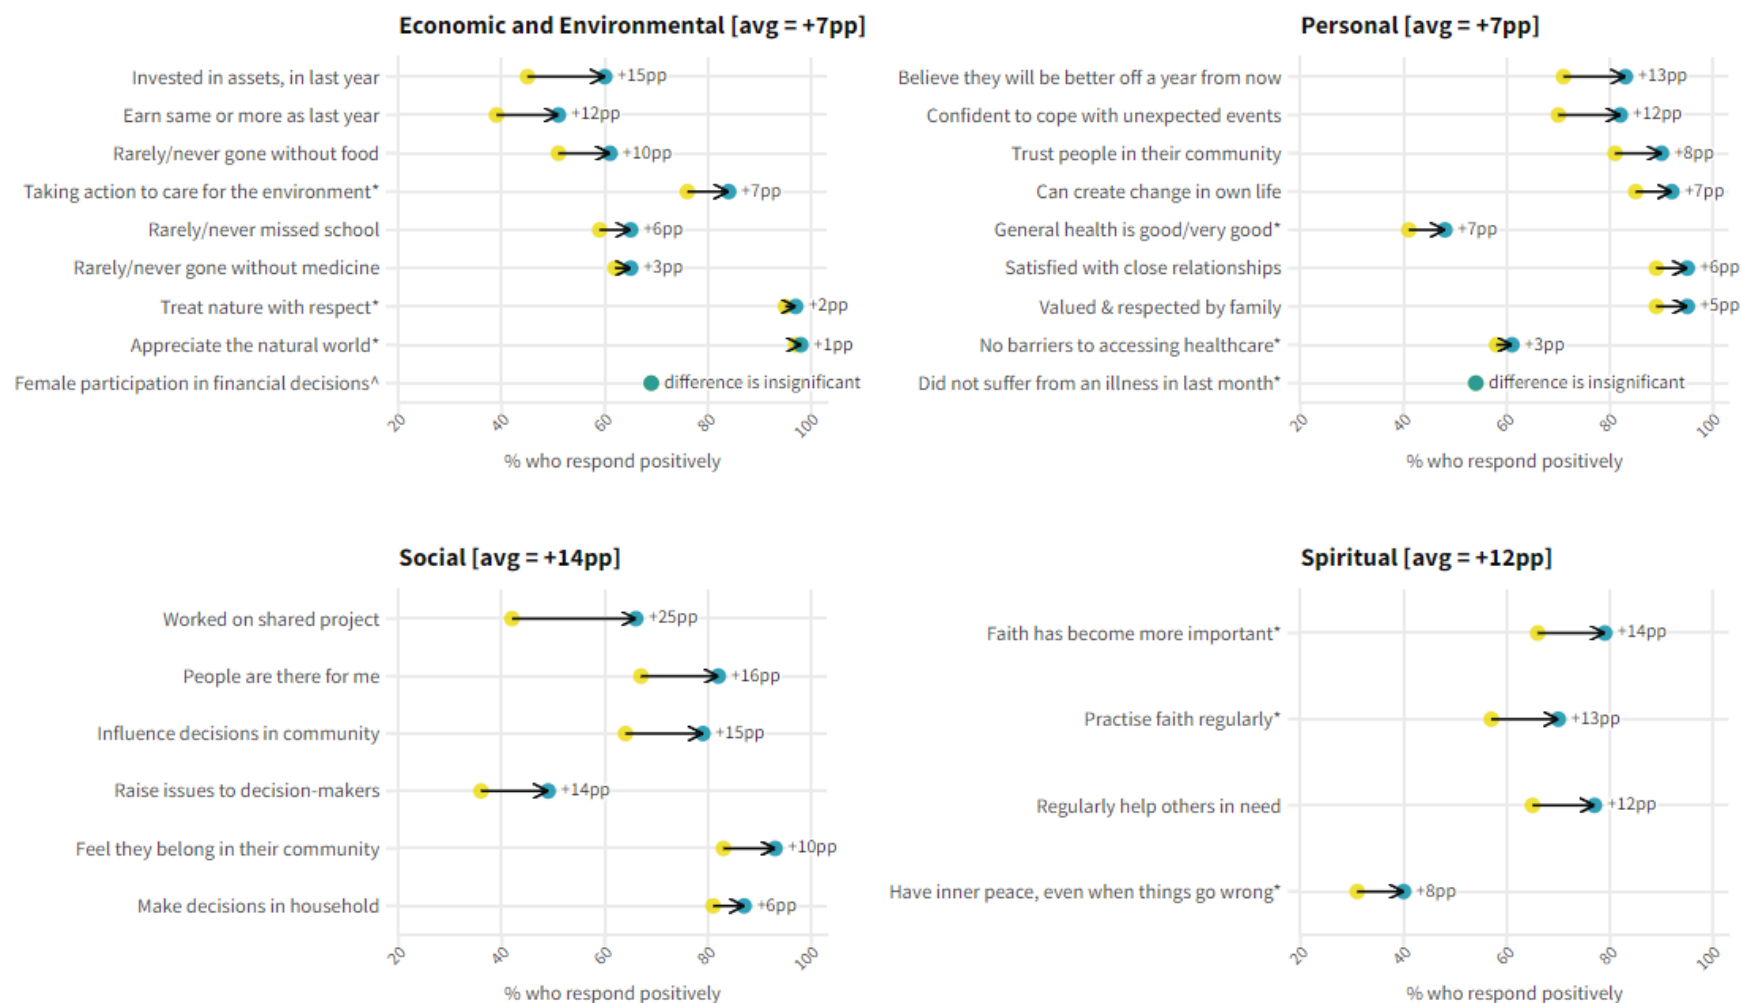 Economic and Environmental [avg = +7pp]
Invested in assets, in last year +15pp
Earn same or more as last year +12pp
Rarely/never gone without food +10pp
Taking action to care for the environment* +7pp
Rarely/never missed school +6pp
Rarely/never gone without medicine +3pp
Treat nature with respect* +2pp
Appreciate the natural world* +1pp
Female participation in financial decisions^ difference is insignificant
20 40 60 80 100
% who respond positively
Personal [avg = +7pp]
Believe they will be better off a year from now +13pp
Confident to cope with unexpected events +12pp
Trust people in their community +8pp
Can create change in own life +7pp
General health is good/very good* +7pp
Satisfied with close relationships +6pp
Valued & respected by family +5pp
No barriers to accessing healthcare* +3pp
Did not suffer from an illness in last month* difference is insignificant
20 40 60 80 100
% who respond positively
Social [avg = +14pp]
Worked on shared project +25pp
People are there for me +16pp
Influence decisions in community +15pp
Raise issues to decision-makers +14pp
Feel they belong in their community +10pp
Make decisions in household +6pp
20 40 60 80 100
% who respond positively
Spiritual [avg = +12pp]
Faith has become more important* +14pp
Practise faith regularly* +13pp
Regularly help others in need +12pp
Have inner peace, even when things go wrong* +8pp
20 40 60 80 100
% who respond positively